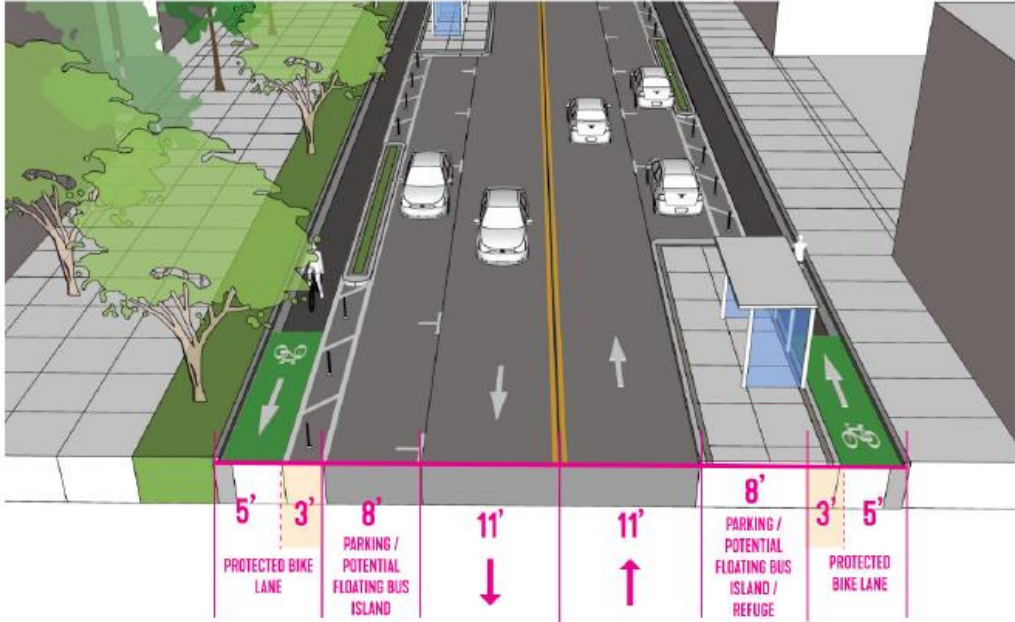 5’
3’
PROTECTED BIKE
LANE
8’
PARKING /
POTENTIAL
FLOATING BUS
ISLAND
11’
11’
8’
PARKING /
POTENTIAL
FLOATING BUS
ISLAND /
REFUGE
3’
5’
PROTECTED
BIKE LANE